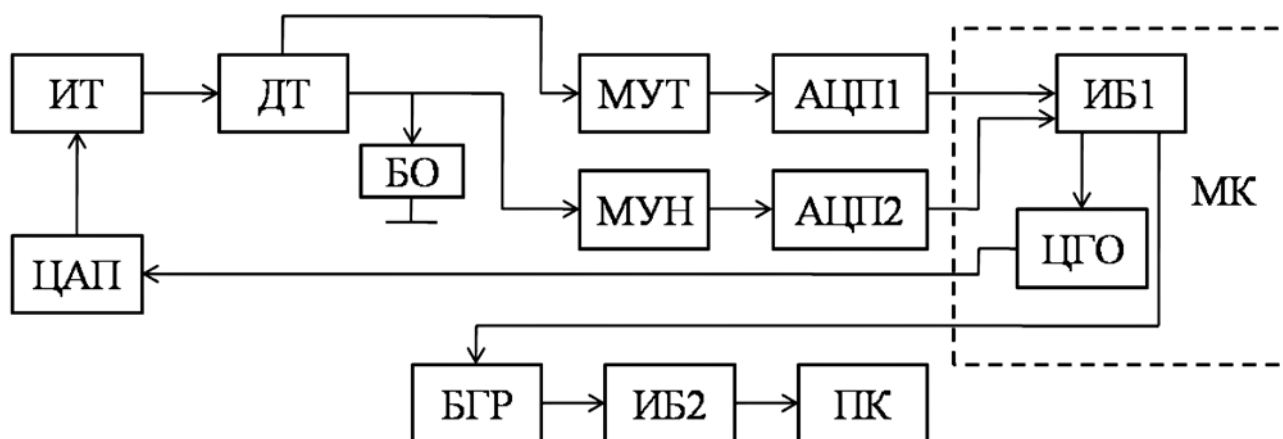 ИТ
ДТ
МУТ
АЦП1
ИБ1
БО
МУН
АЦП2
МК
ЦАП
ЦГО
БГР
ИБ2
ПК